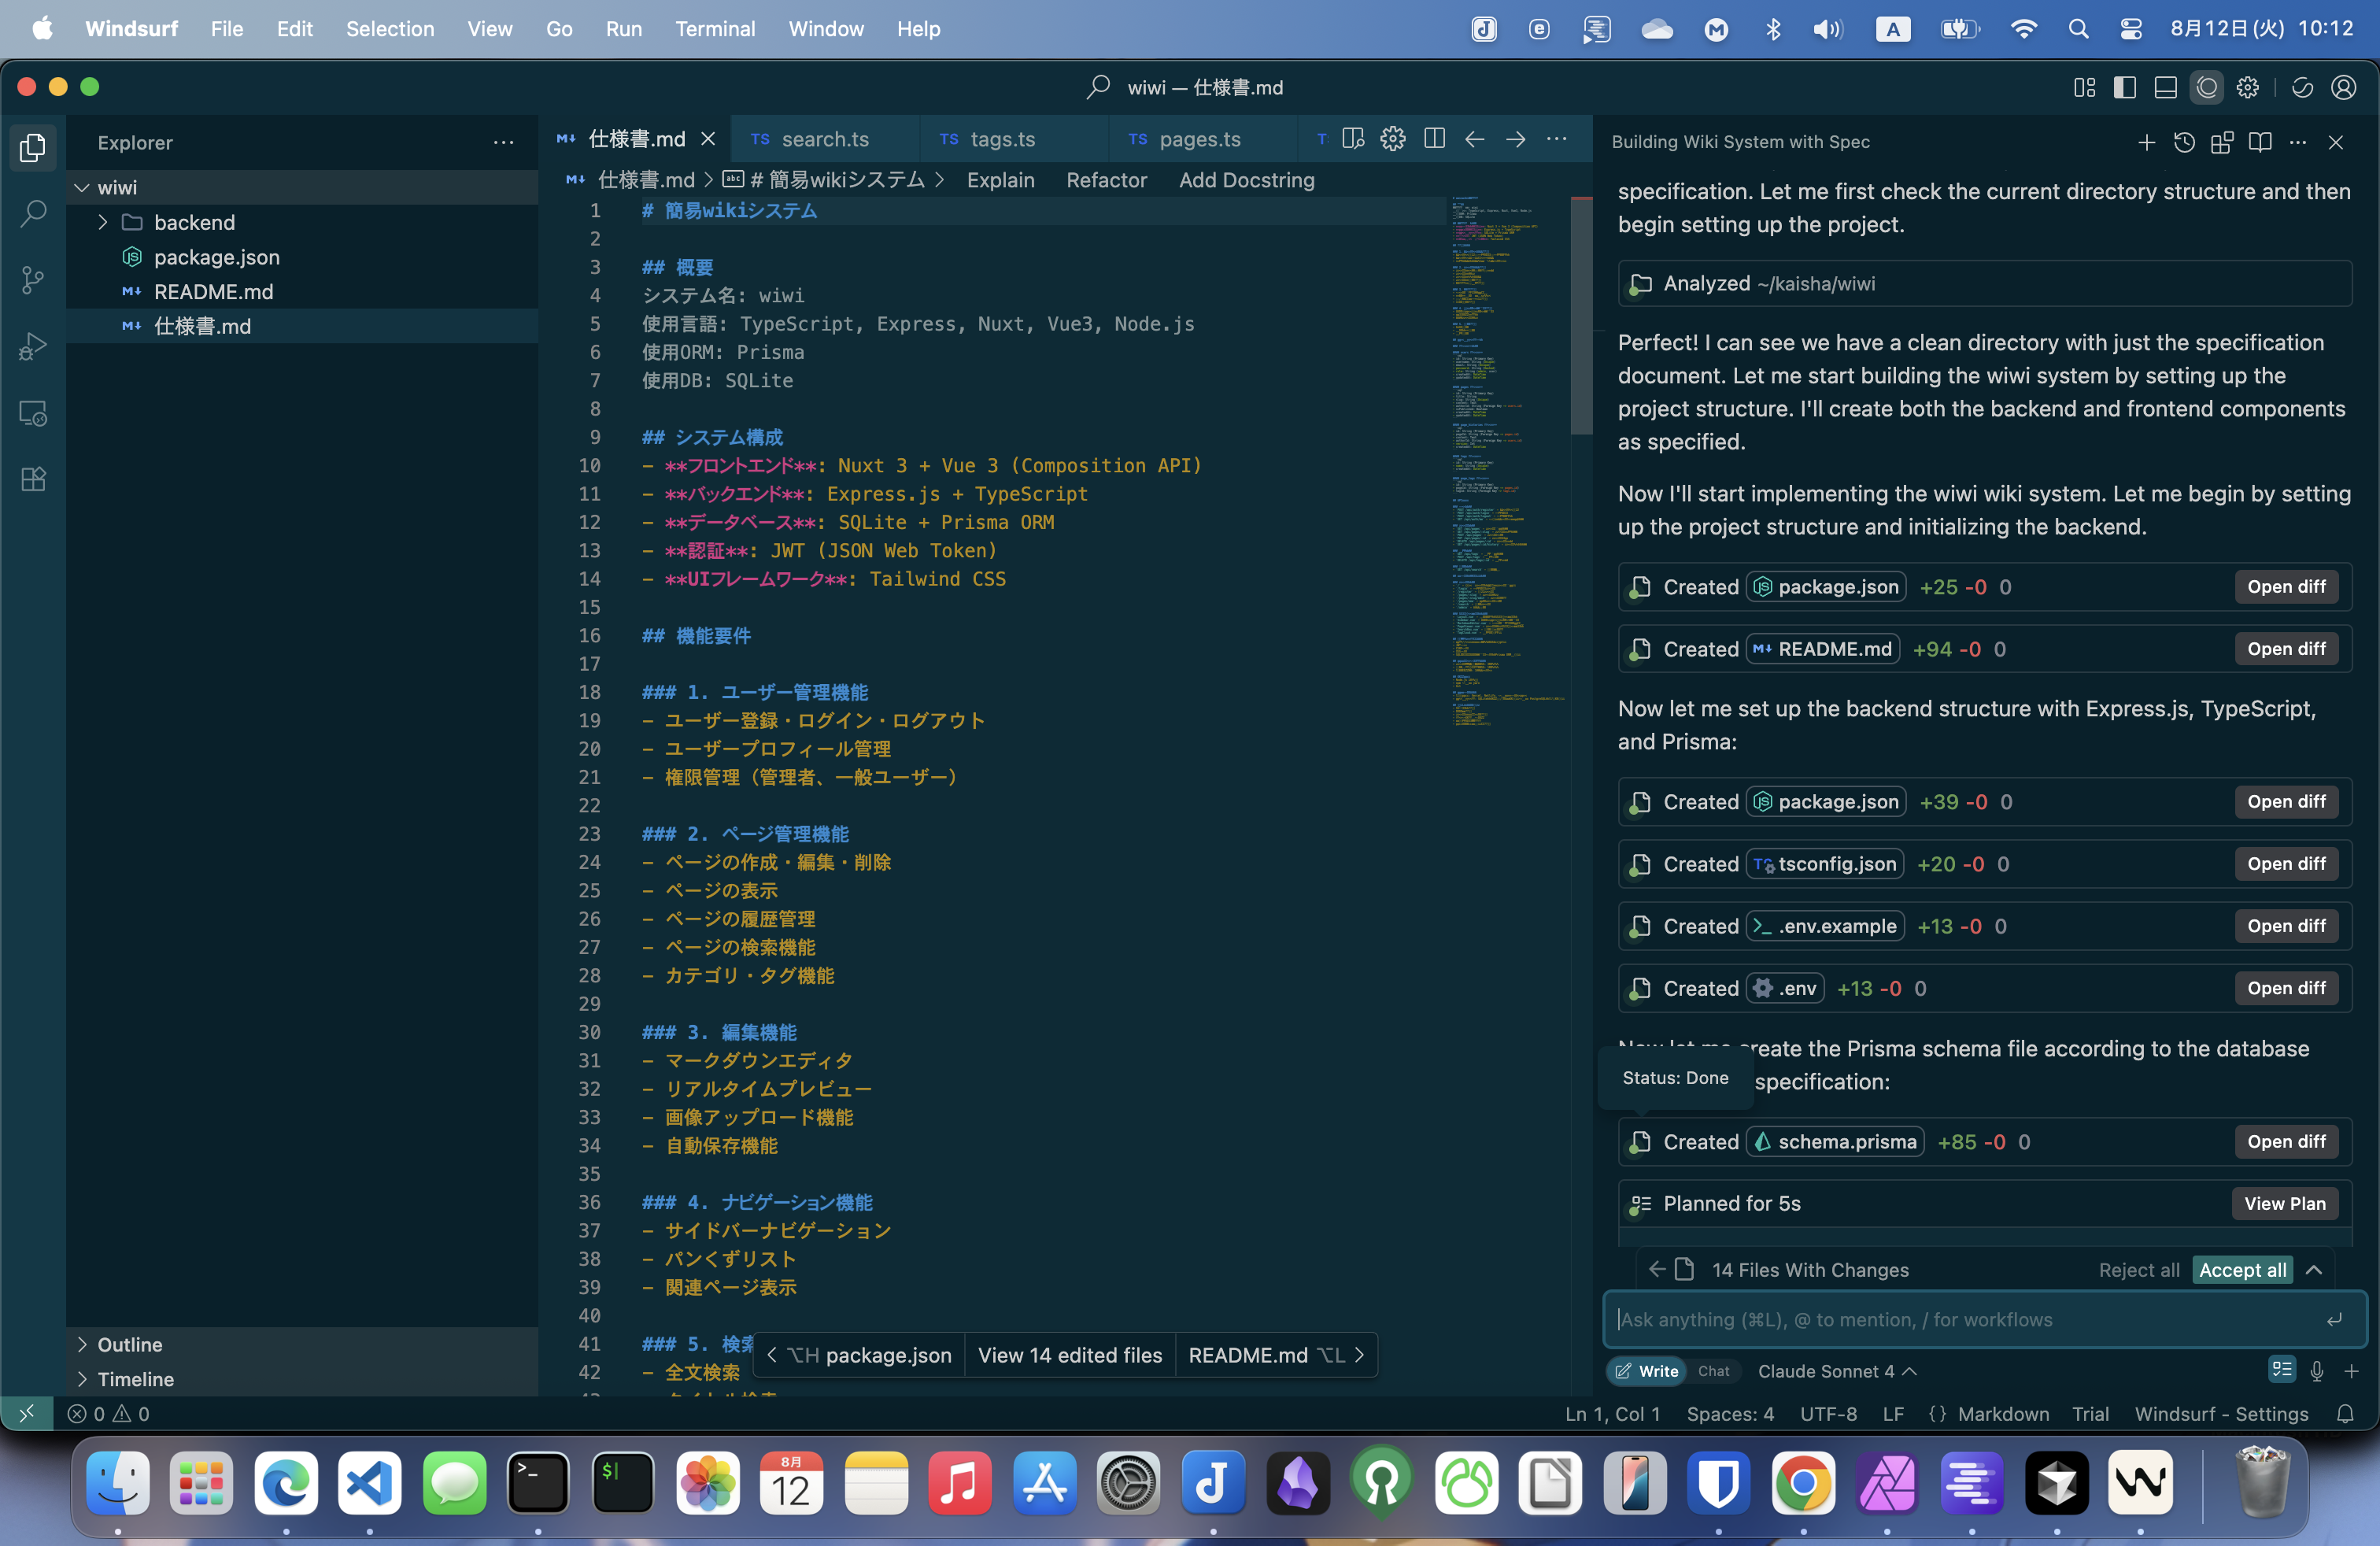 Windsurf File Edit Selection View Go Run Terminal Window Help
A 8月12日(火) 10:12
wiwi — 仕様書.md
Explorer
wiwi
backend
package.json
README.md
仕様書.md
Outline
Timeline
仕様書.md
TS search.ts
TS tags.ts
TS pages.ts
仕様書.md > # 簡易wikiシステム > Explain Refactor Add Docstring
1 # 簡易wikiシステム
2
3 ## 概要
4 システム名: wiwi
5 使用言語: TypeScript, Express, Nuxt, Vue3, Node.js
6 使用ORM: Prisma
7 使用DB: SQLite
8
9 ## システム構成
10 - **フロントエンド**: Nuxt 3 + Vue 3 (Composition API)
11 - **バックエンド**: Express.js + TypeScript
12 - **データベース**: SQLite + Prisma ORM
13 - **認証**: JWT (JSON Web Token)
14 - **UIフレームワーク**: Tailwind CSS
15
16 ## 機能要件
17
18 ### 1. ユーザー管理機能
19 - ユーザー登録・ログイン・ログアウト
20 - ユーザープロフィール管理
21 - 権限管理（管理者、一般ユーザー）
22
23 ### 2. ページ管理機能
24 - ページの作成・編集・削除
25 - ページの表示
26 - ページの履歴管理
27 - ページの検索機能
28 - カテゴリ・タグ機能
29
30 ### 3. 編集機能
31 - マークダウンエディタ
32 - リアルタイムプレビュー
33 - 画像アップロード機能
34 - 自動保存機能
35
36 ### 4. ナビゲーション機能
37 - サイドバーナビゲーション
38 - パンくずリスト
39 - 関連ページ表示
40
41 ### 5. 検索
42 - 全文検索
⌥H package.json View 14 edited files README.md ⌥L
Building Wiki System with Spec
specification. Let me first check the current directory structure and then
begin setting up the project.
Analyzed ~/kaisha/wiwi
Perfect! I can see we have a clean directory with just the specification
document. Let me start building the wiwi system by setting up the
project structure. I'll create both the backend and frontend components
as specified.
Now I'll start implementing the wiwi wiki system. Let me begin by setting
up the project structure and initializing the backend.
Created package.json +25 -0 0 Open diff
Created README.md +94 -0 0 Open diff
Now let me set up the backend structure with Express.js, TypeScript,
and Prisma:
Created package.json +39 -0 0 Open diff
Created tsconfig.json +20 -0 0 Open diff
Created .env.example +13 -0 0 Open diff
Created .env +13 -0 0 Open diff
Now let me create the Prisma schema file according to the database
specification:
Status: Done
Created schema.prisma +85 -0 0 Open diff
Planned for 5s View Plan
14 Files With Changes Reject all Accept all
Ask anything (⌘L), @ to mention, / for workflows
Write Chat Claude Sonnet 4
0 0
Ln 1, Col 1 Spaces: 4 UTF-8 LF {} Markdown Trial Windsurf - Settings
8月
12